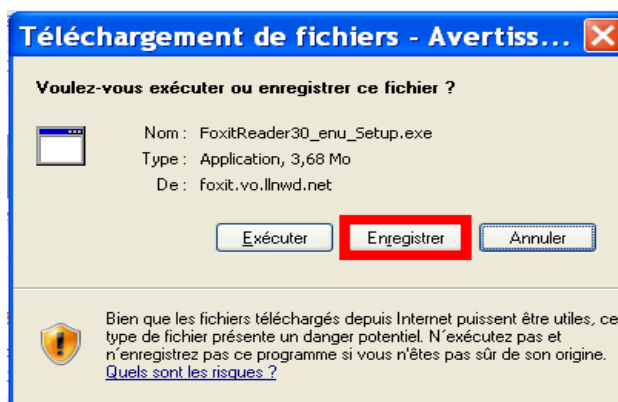 Téléchargement de fichiers - Avertiss...
Voulez-vous exécuter ou enregistrer ce fichier ?
Nom : FoxitReader30_enu_Setup.exe
Type : Application, 3,68 Mo
De : foxit.vo.llnwd.net
Exécuter Enregistrer Annuler
Bien que les fichiers téléchargés depuis Internet puissent être utiles, ce
type de fichier présente un danger potentiel. N´exécutez pas et
n´enregistrez pas ce programme si vous n'êtes pas sûr de son origine.
Quels sont les risques ?